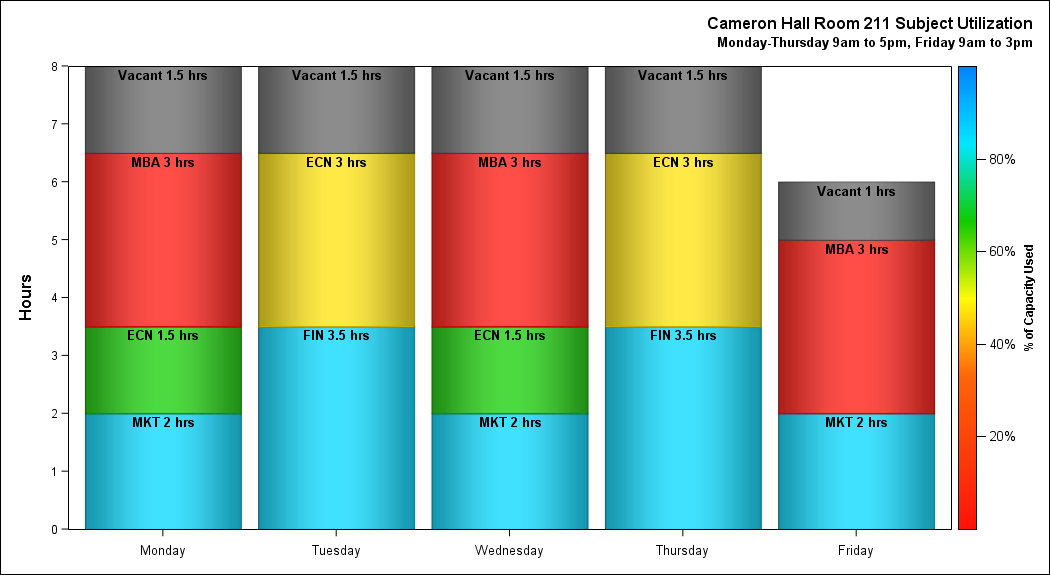 Cameron Hall Room 211 Subject Utilization
Monday-Thursday 9am to 5pm, Friday 9am to 3pm
Hours
8
7
6
5
4
3
2
1
0
Vacant 1.5 hrs
MBA 3 hrs
ECN 1.5 hrs
MKT 2 hrs
Monday
Vacant 1.5 hrs
ECN 3 hrs
FIN 3.5 hrs
Tuesday
Vacant 1.5 hrs
MBA 3 hrs
ECN 1.5 hrs
MKT 2 hrs
Wednesday
Vacant 1.5 hrs
ECN 3 hrs
FIN 3.5 hrs
Thursday
Vacant 1 hrs
MBA 3 hrs
MKT 2 hrs
Friday
80%
60%
40%
20%
% of Capacity Used